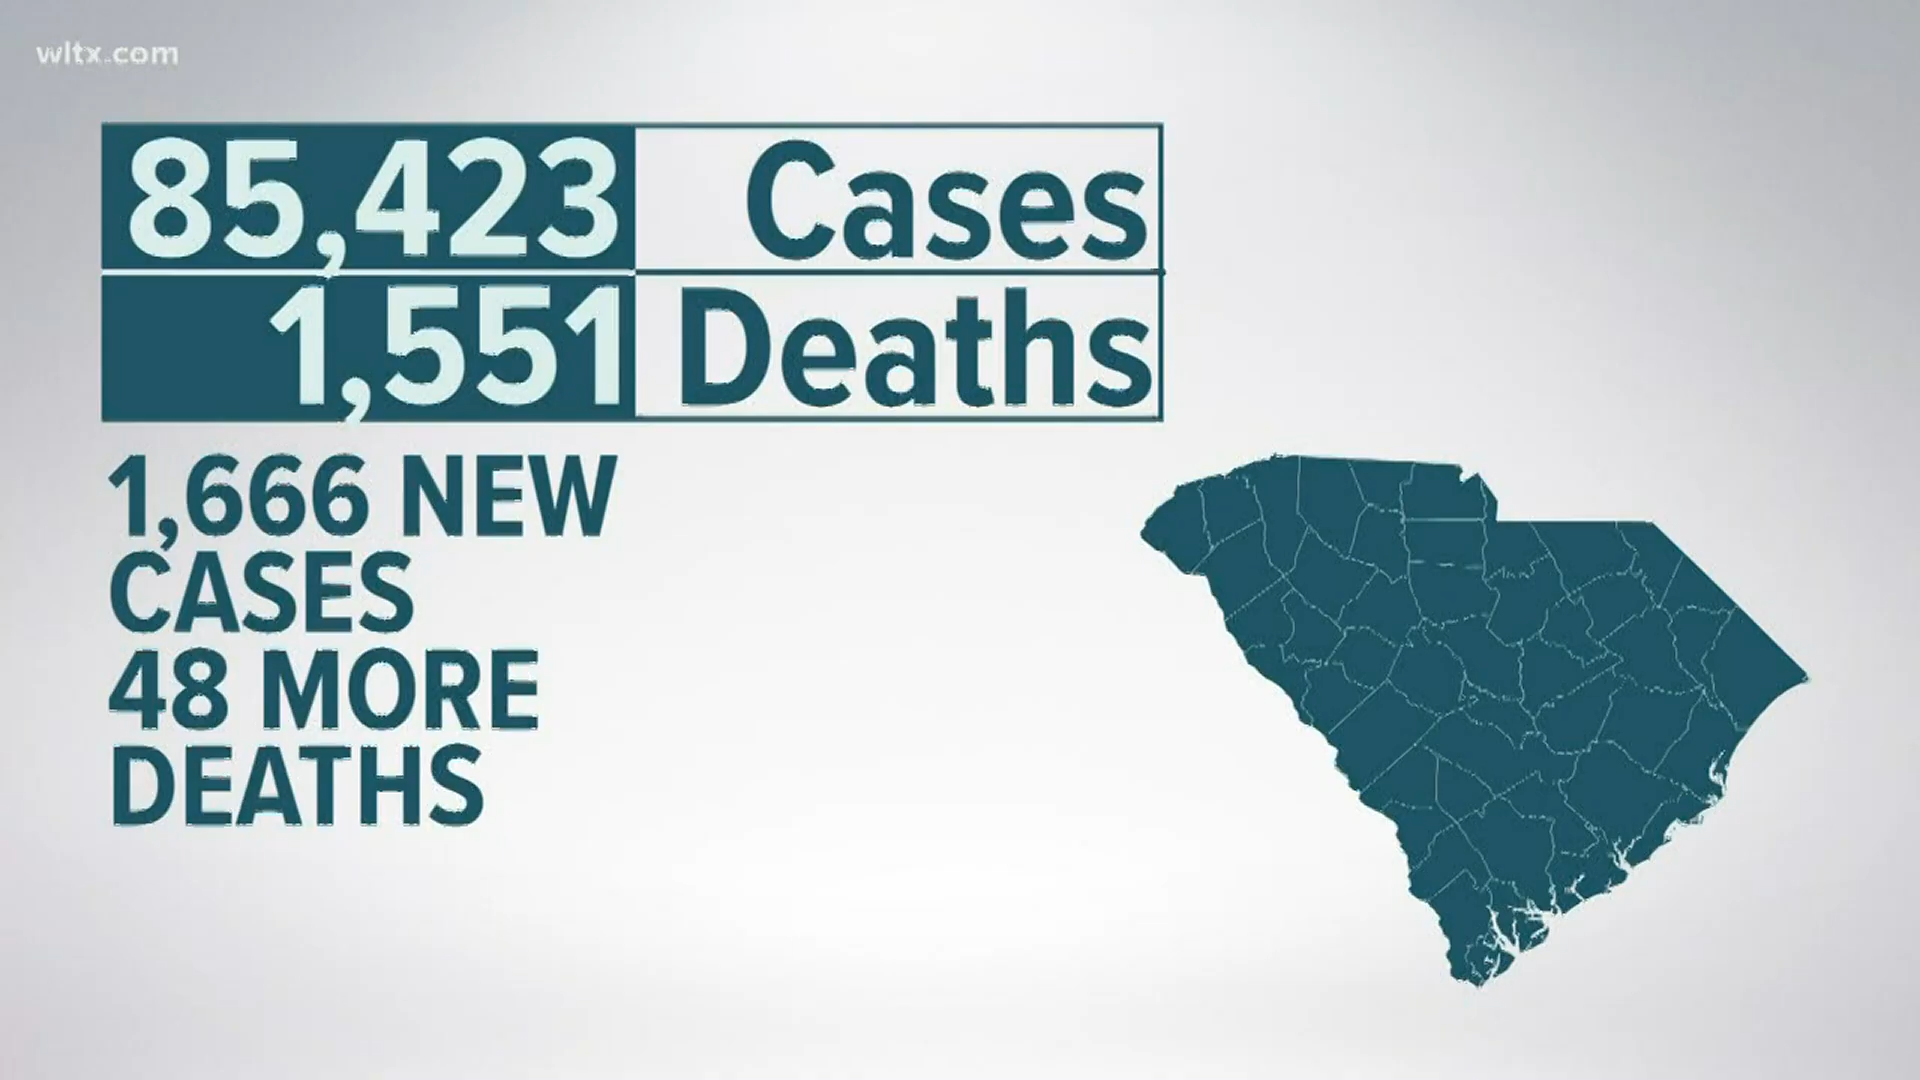 wltx.com
85,423 Cases
1,551 Deaths
1,666 NEW
CASES
48 MORE
DEATHS